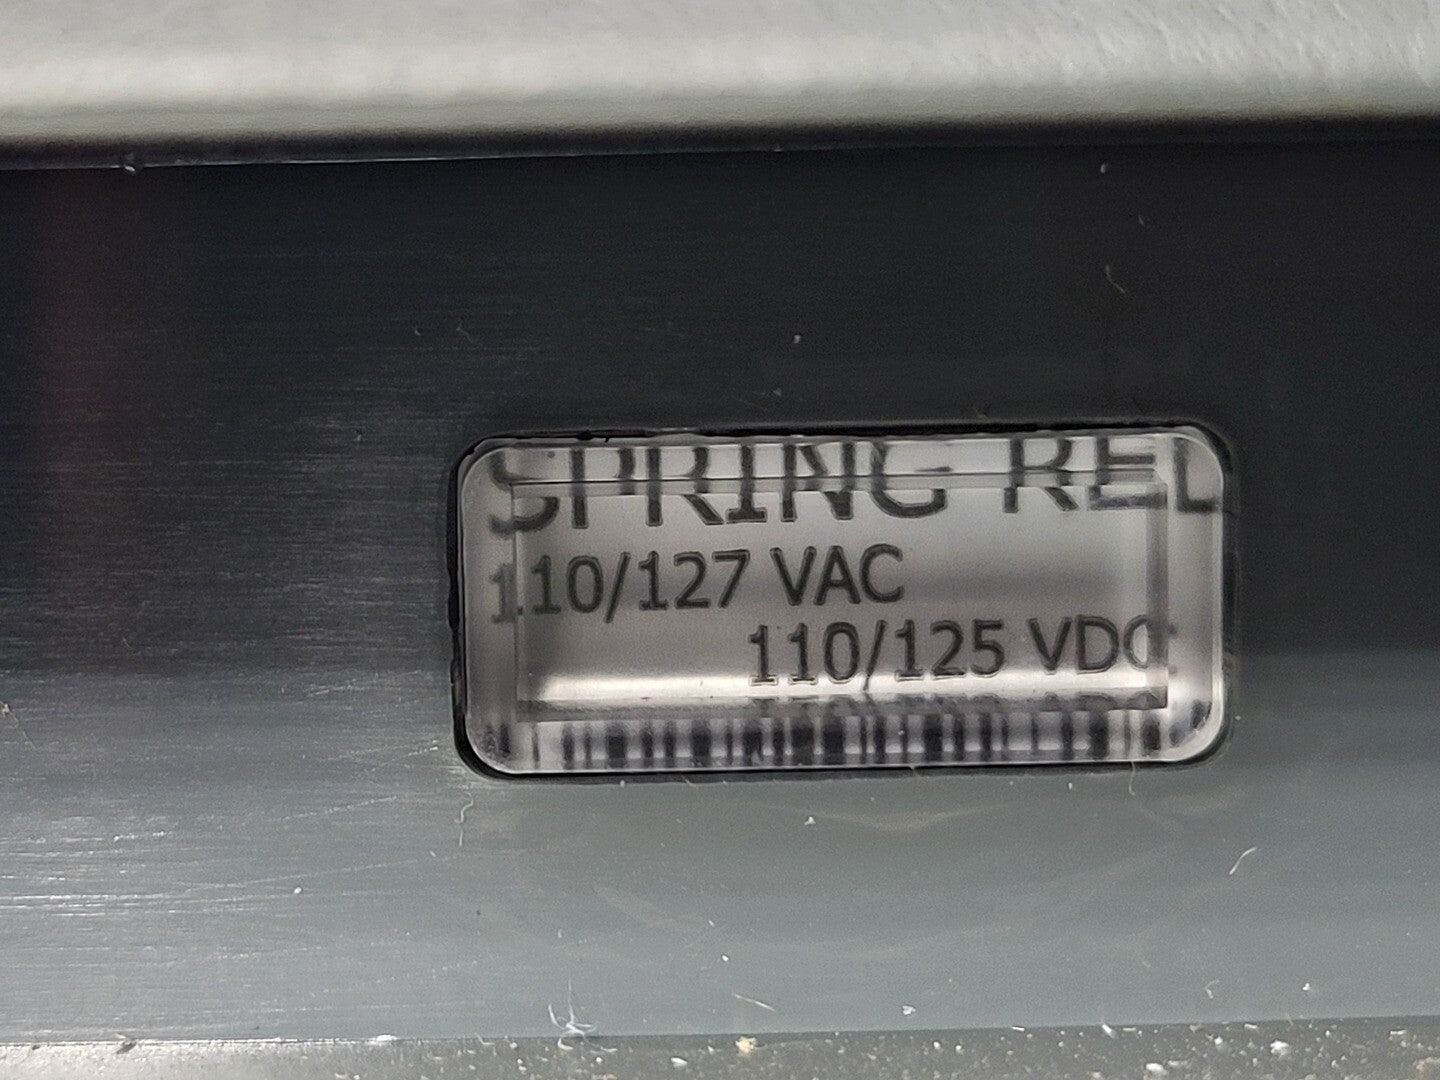 SPRING REL
110/127 VAC
110/125 VDC